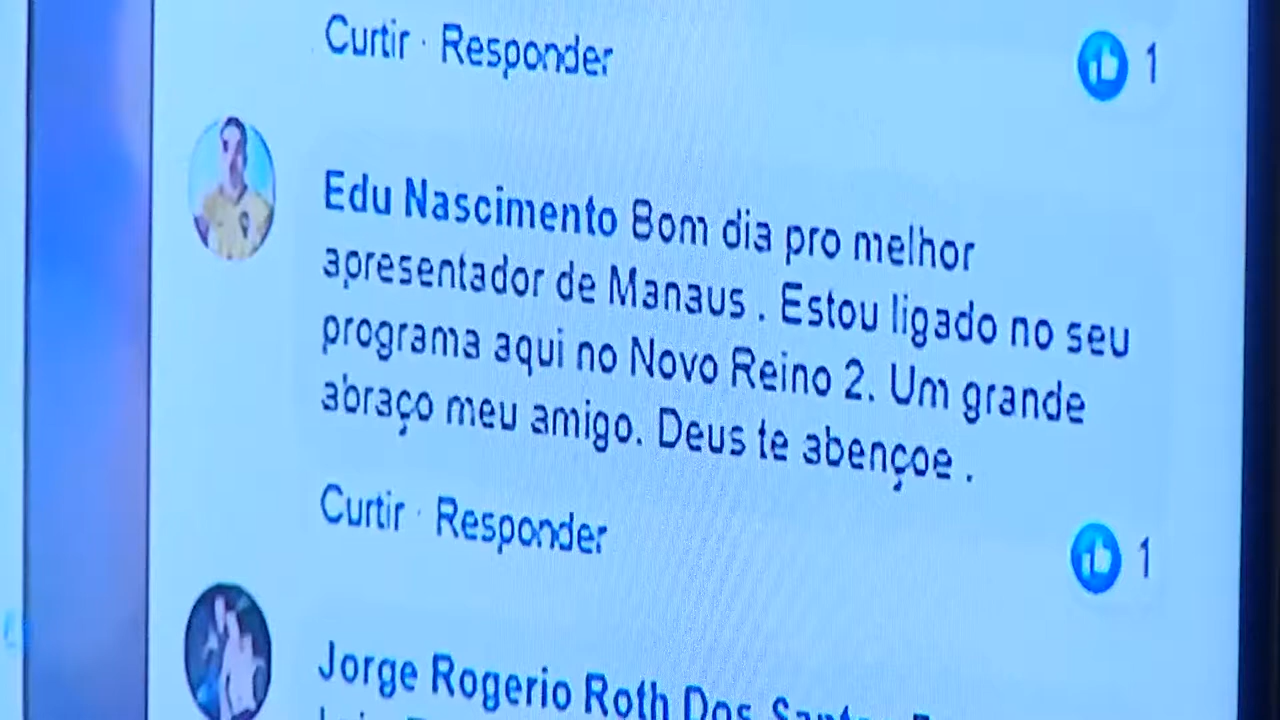 Curtir · Responder
1
Edu Nascimento Bom dia pro melhor
apresentador de Manaus . Estou ligado no seu
programa aqui no Novo Reino 2. Um grande
abraço meu amigo. Deus te abençoe .
Curtir · Responder
1
Jorge Rogerio Roth Dos